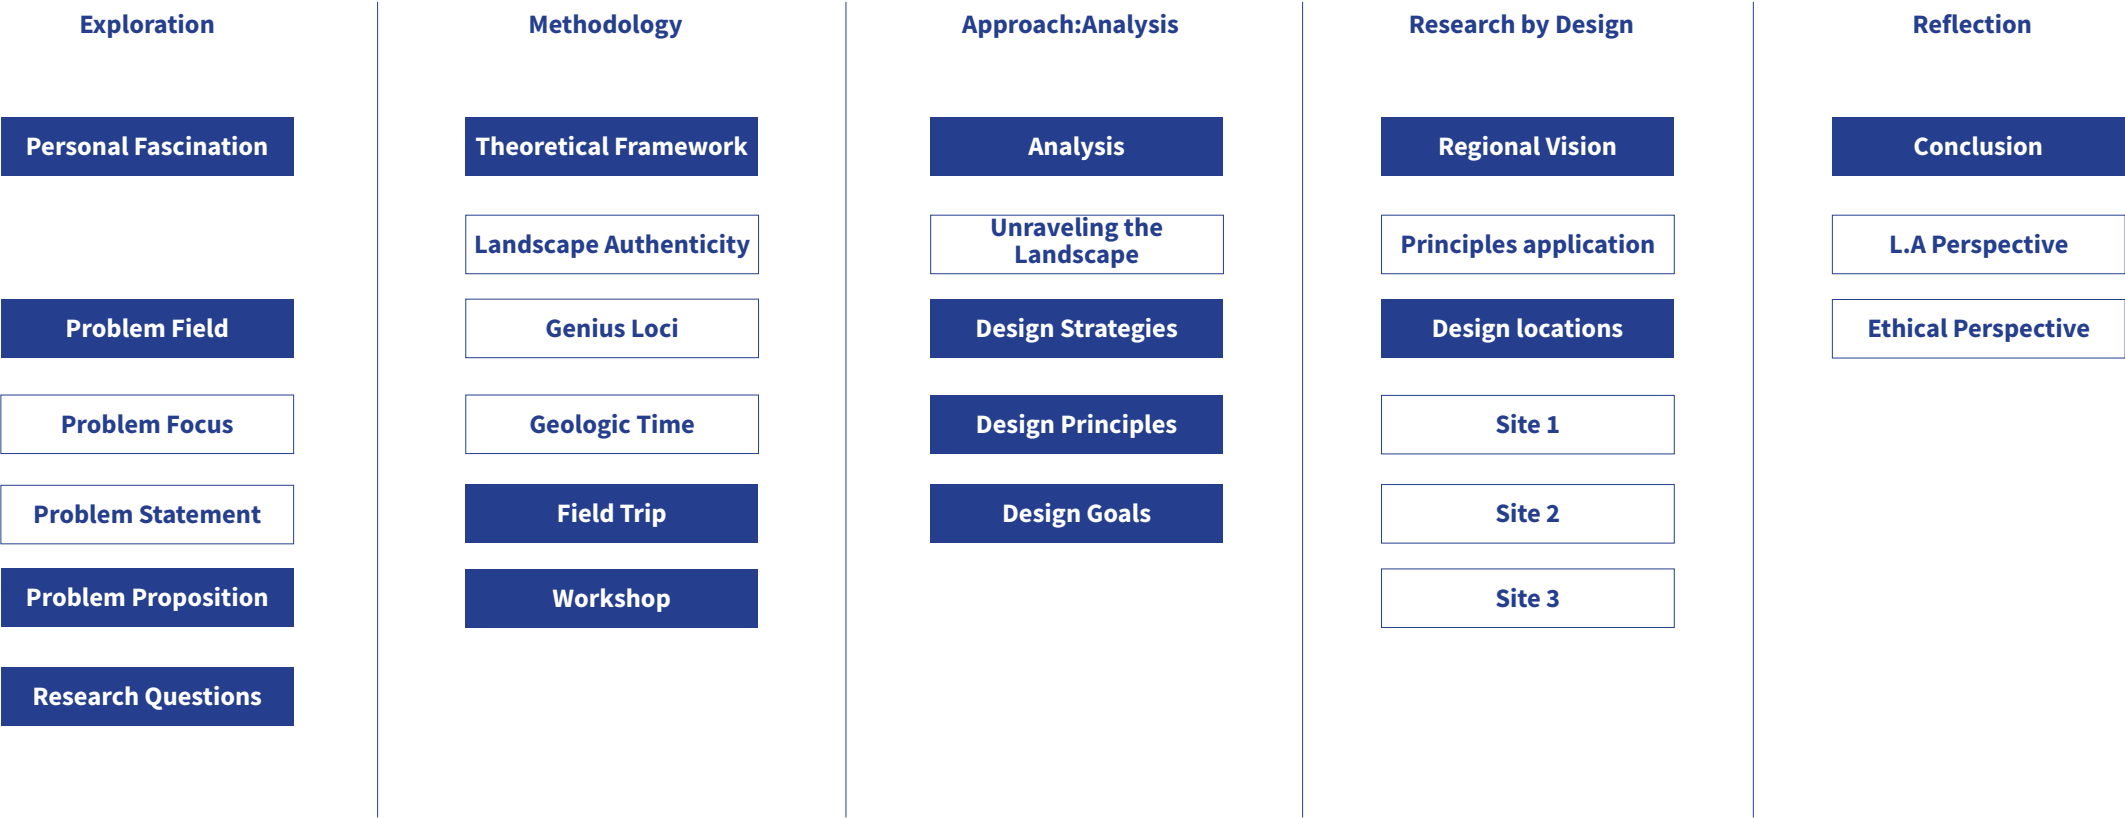 Exploration
Personal Fascination
Problem Field
Problem Focus
Problem Statement
Problem Proposition
Research Questions
Methodology
Theoretical Framework
Landscape Authenticity
Genius Loci
Geologic Time
Field Trip
Workshop
Approach:Analysis
Analysis
Unraveling the
Landscape
Design Strategies
Design Principles
Design Goals
Research by Design
Regional Vision
Principles application
Design locations
Site 1
Site 2
Site 3
Reflection
Conclusion
L.A Perspective
Ethical Perspective